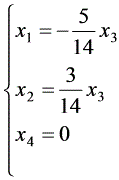 x₁ = -5/14 x₃
x₂ = 3/14 x₃
x₄ = 0